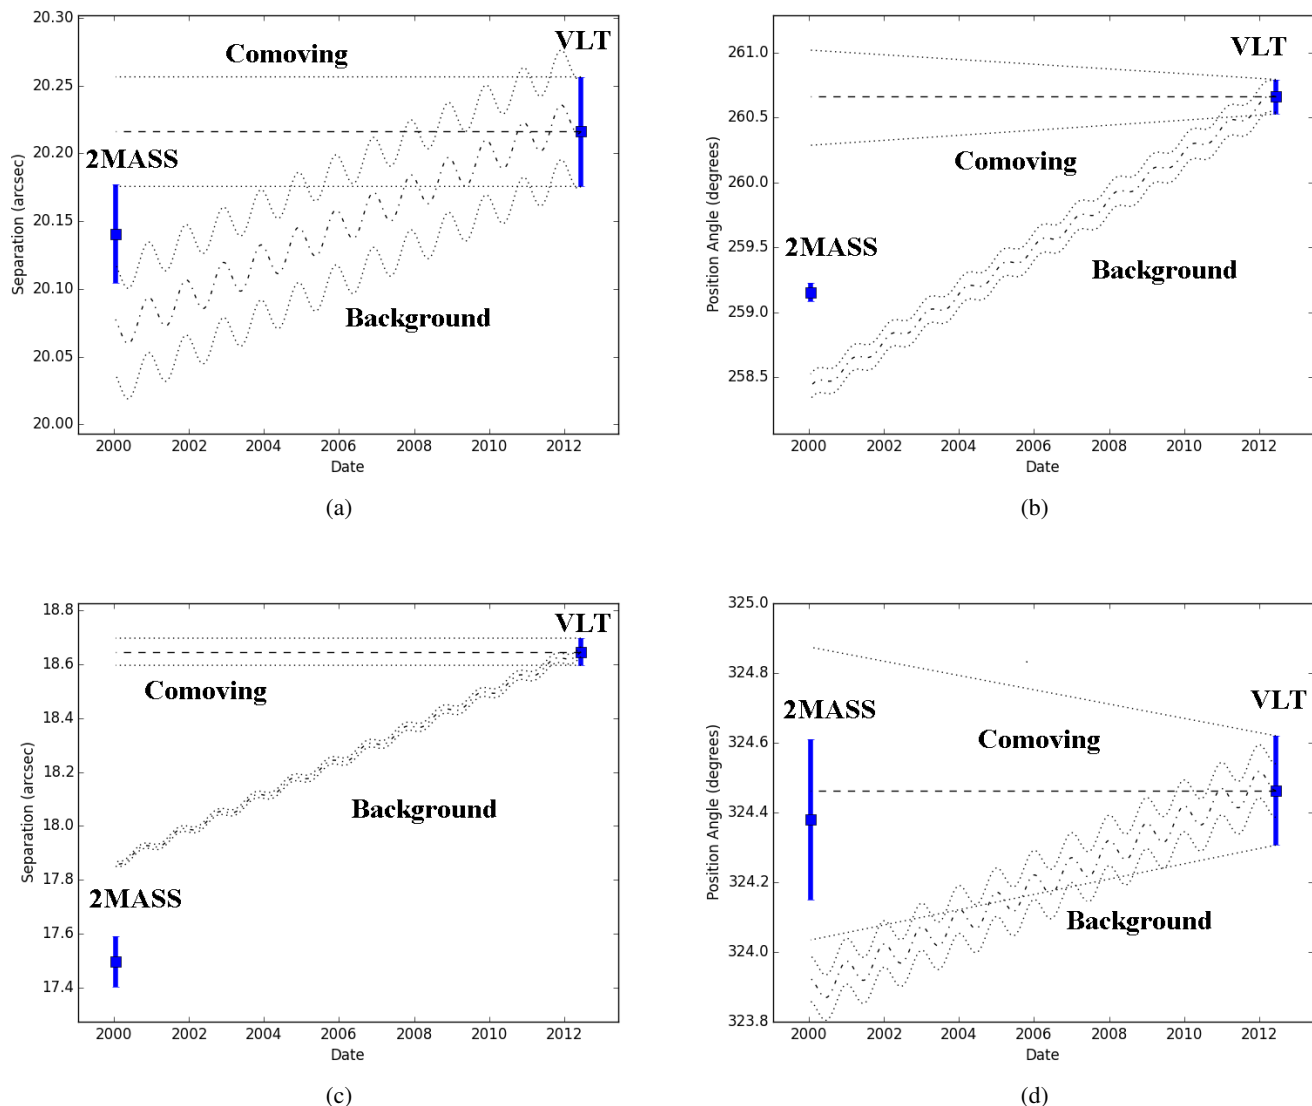 20.30
20.25
20.20
20.15
20.10
20.05
20.00
Separation (arcsec)
Comoving
VLT
2MASS
Background
2000 2002 2004 2006 2008 2010 2012
Date
(a)
261.0
260.5
260.0
259.5
259.0
258.5
Position Angle (degrees)
VLT
Comoving
2MASS
Background
2000 2002 2004 2006 2008 2010 2012
Date
(b)
18.8
18.6
18.4
18.2
18.0
17.8
17.6
17.4
Separation (arcsec)
VLT
Comoving
Background
2MASS
2000 2002 2004 2006 2008 2010 2012
Date
(c)
325.0
324.8
324.6
324.4
324.2
324.0
323.8
Position Angle (degrees)
2MASS
VLT
Comoving
Background
2000 2002 2004 2006 2008 2010 2012
Date
(d)